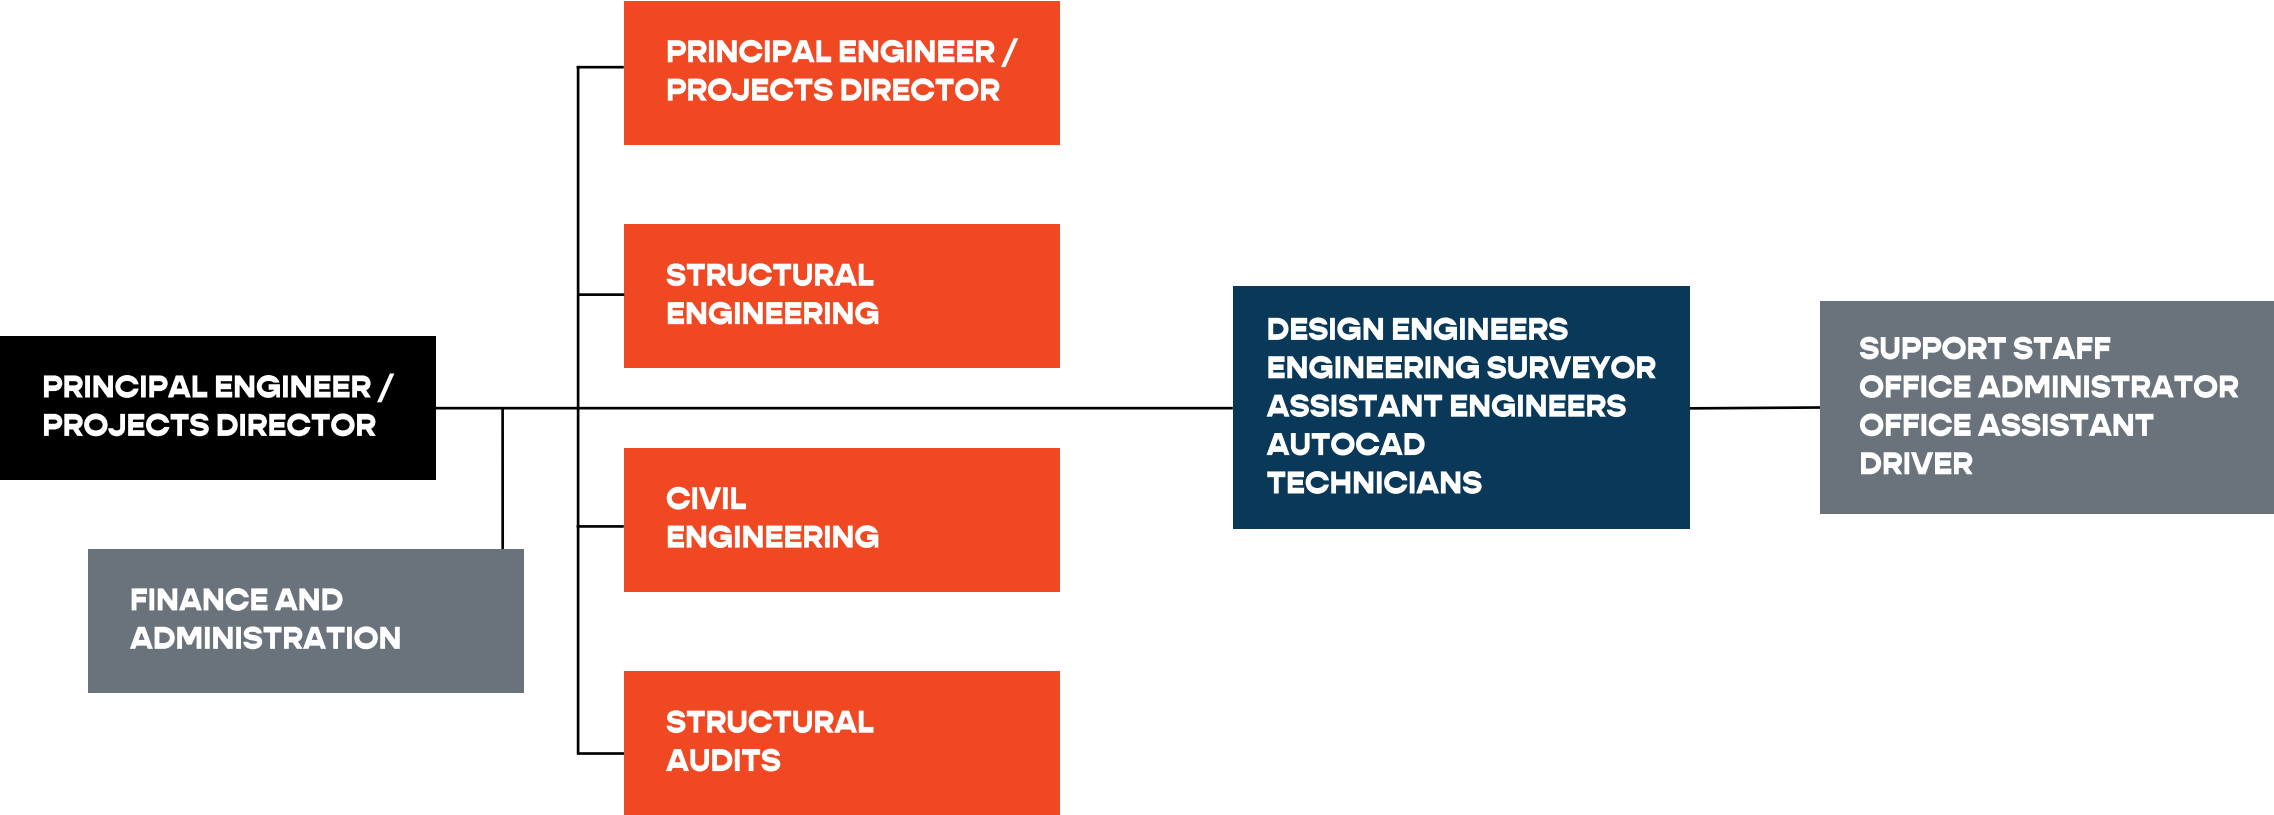 PRINCIPAL ENGINEER /
PROJECTS DIRECTOR
FINANCE AND
ADMINISTRATION
PRINCIPAL ENGINEER /
PROJECTS DIRECTOR
STRUCTURAL
ENGINEERING
CIVIL
ENGINEERING
STRUCTURAL
AUDITS
DESIGN ENGINEERS
ENGINEERING SURVEYOR
ASSISTANT ENGINEERS
AUTOCAD
TECHNICIANS
SUPPORT STAFF
OFFICE ADMINISTRATOR
OFFICE ASSISTANT
DRIVER